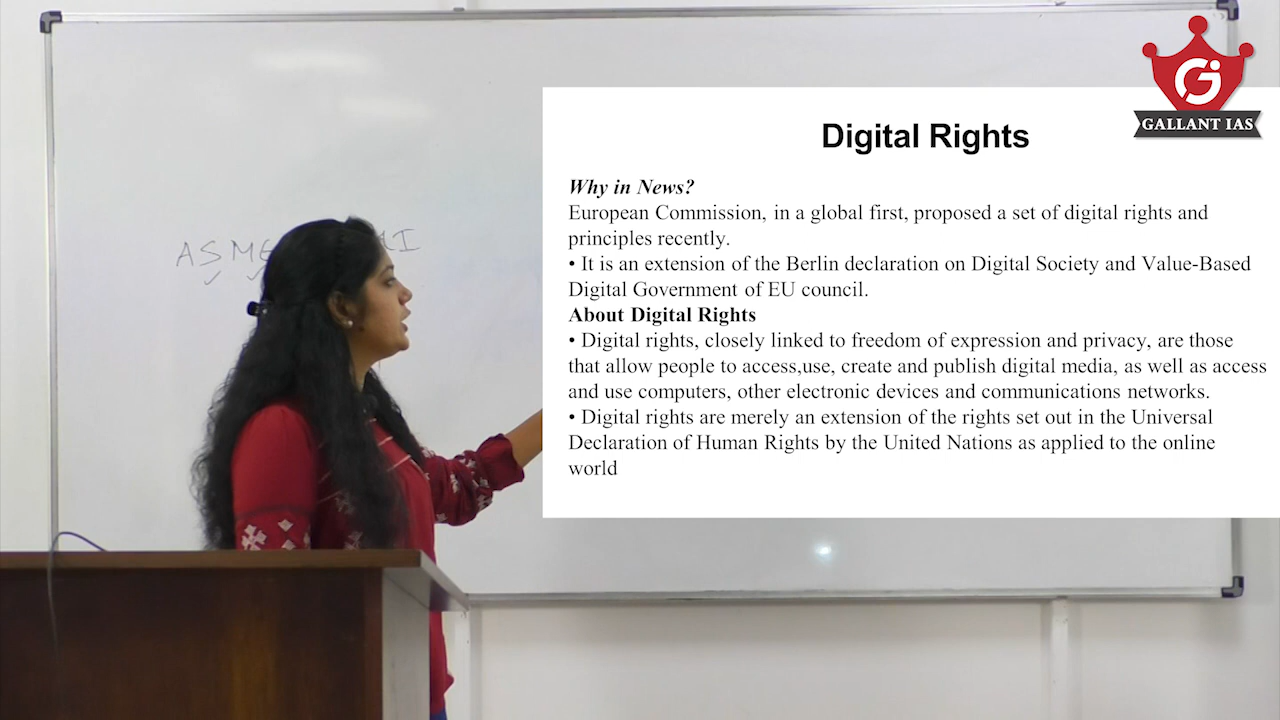 GALLANT IAS
Digital Rights
Why in News?
European Commission, in a global first, proposed a set of digital rights and
principles recently.
• It is an extension of the Berlin declaration on Digital Society and Value-Based
Digital Government of EU council.
About Digital Rights
• Digital rights, closely linked to freedom of expression and privacy, are those
that allow people to access,use, create and publish digital media, as well as access
and use computers, other electronic devices and communications networks.
• Digital rights are merely an extension of the rights set out in the Universal
Declaration of Human Rights by the United Nations as applied to the online
world